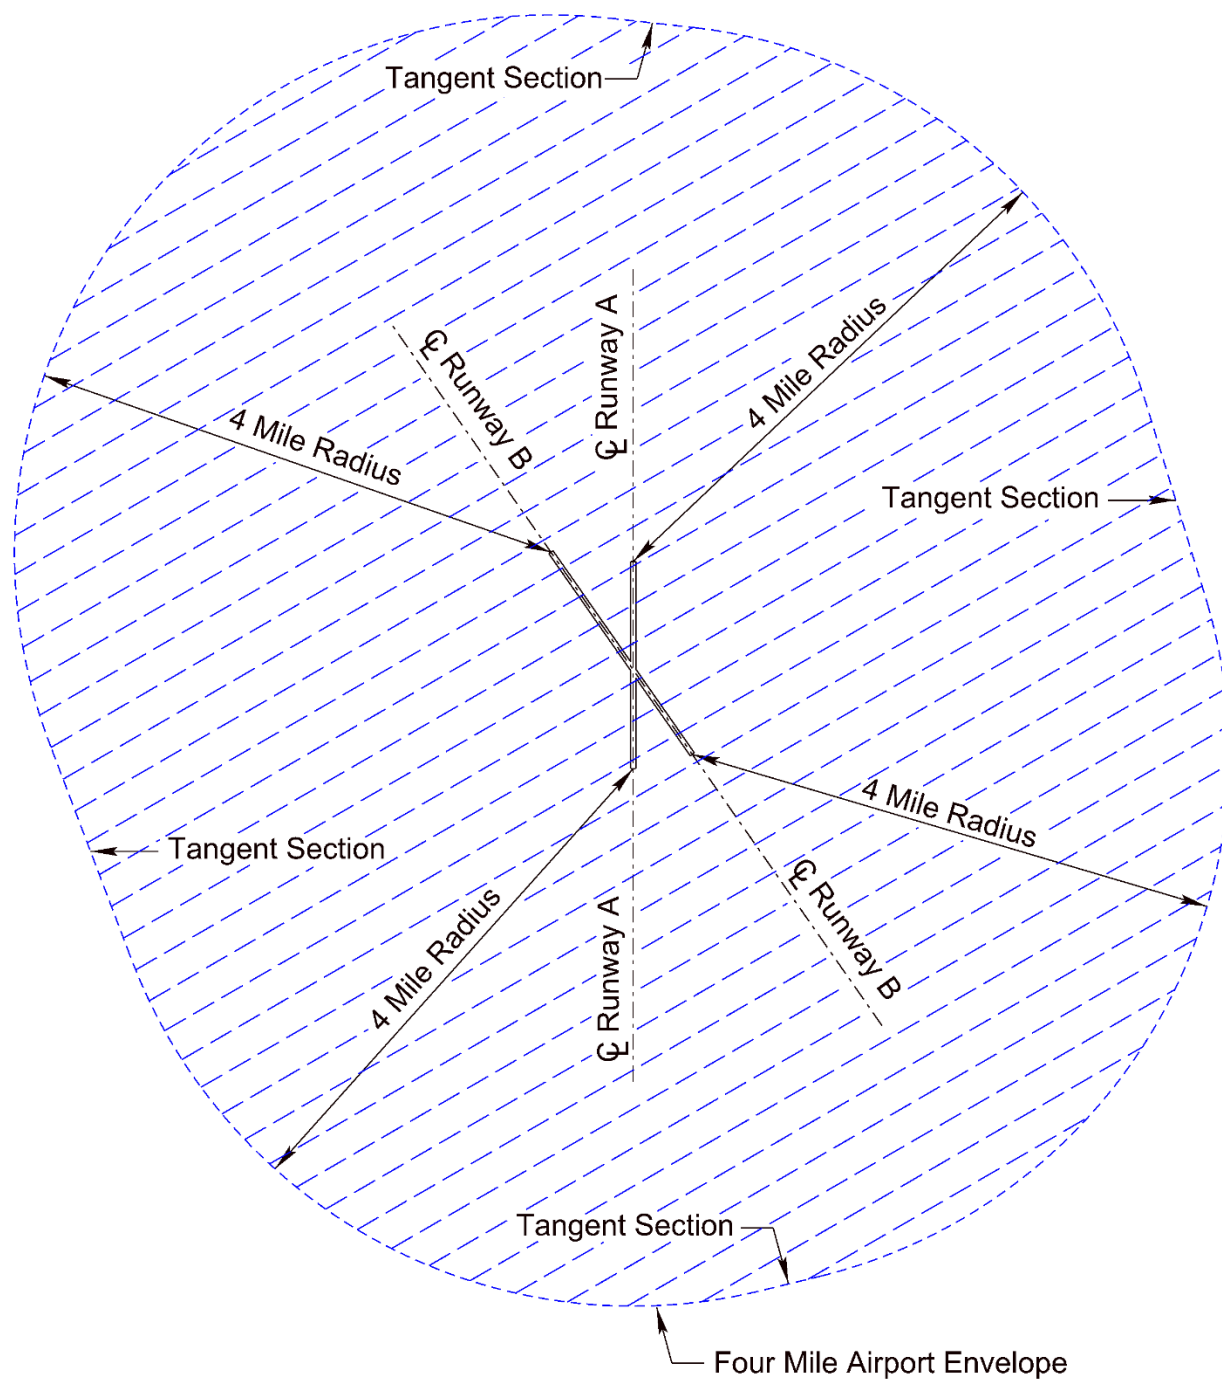 Tangent Section
℄ Runway A
℄ Runway B
4 Mile Radius
4 Mile Radius
Tangent Section
4 Mile Radius
Tangent Section
℄ Runway B
4 Mile Radius
℄ Runway A
Tangent Section
Four Mile Airport Envelope